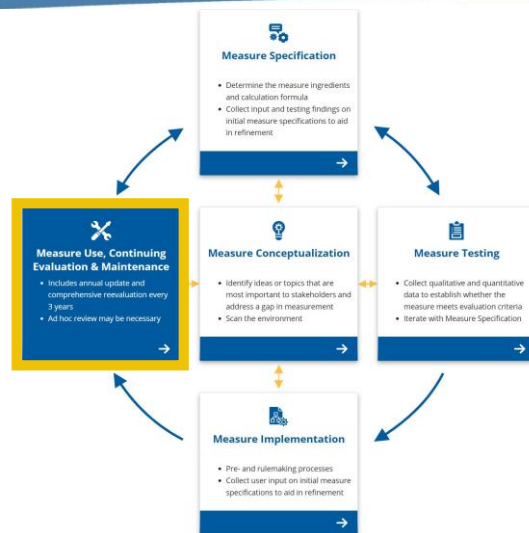 Measure Specification
• Determine the measure ingredients
and calculation formula
• Collect input and testing findings on
initial measure specifications to aid
in refinement
Measure Use, Continuing
Evaluation & Maintenance
• Includes annual update and
comprehensive reevaluation every
3 years
• Ad hoc review may be necessary
Measure Conceptualization
• Identify ideas or topics that are
most important to stakeholders and
address a gap in measurement
• Scan the environment
Measure Testing
• Collect qualitative and quantitative
data to establish whether the
measure meets evaluation criteria
• Iterate with Measure Specification
Measure Implementation
• Pre- and rulemaking processes
• Collect user input on initial measure
specifications to aid in refinement